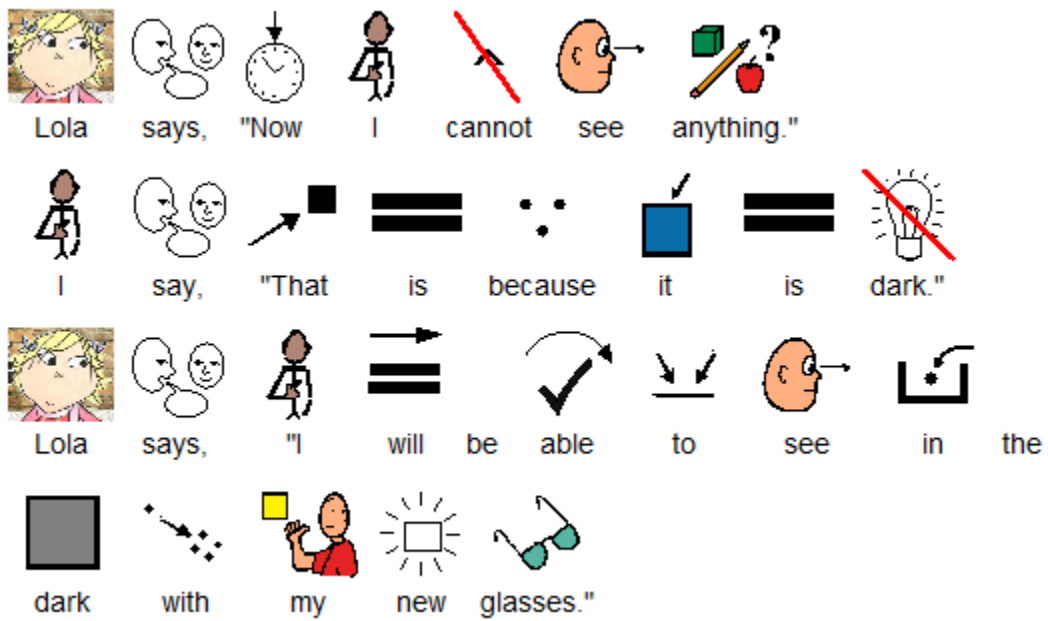 Lola says, "Now I cannot see anything."
I say, "That is because it is dark."
Lola says, "I will be able to see in the
dark with my new glasses."